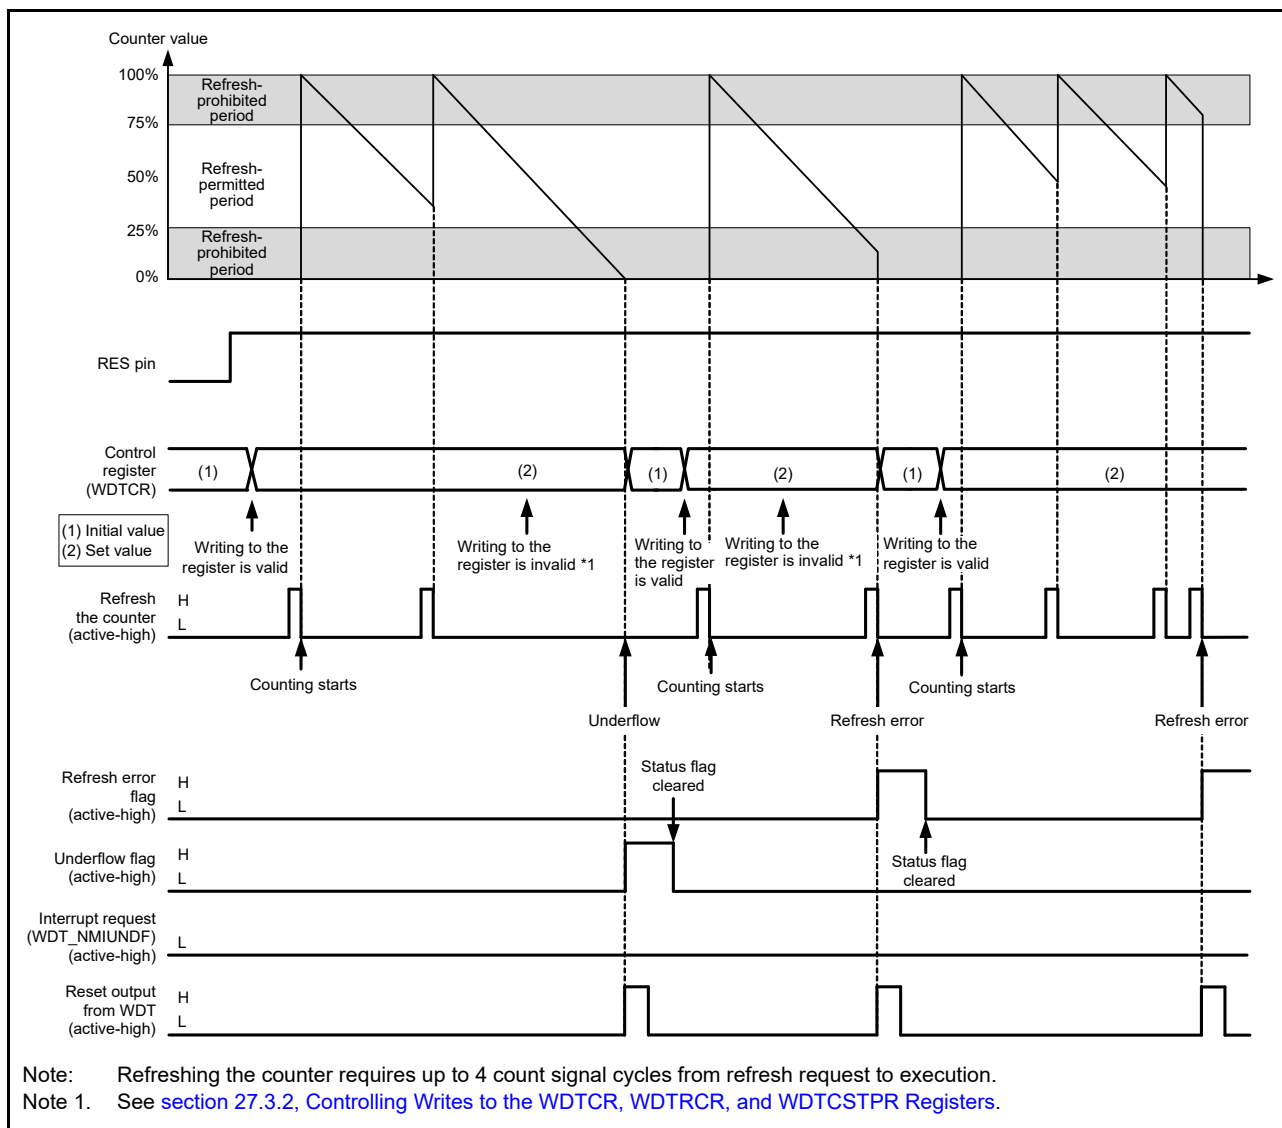 Counter value
100%
Refresh-
prohibited
period
75%
Refresh-
permitted
period
50%
25%
Refresh-
prohibited
period
0%
RES pin
Control
register
(WDTCR)
(1)
(2)
(1)
(2)
(1)
(2)
(1) Initial value
(2) Set value
Writing to the
register is valid
Writing to the
register is invalid *1
Writing to
the register
is valid
Writing to the
register is invalid *1
Writing to the
register is valid
Refresh
the counter
(active-high)
H
L
Counting starts
Counting starts
Counting starts
Underflow
Refresh error
Refresh error
Refresh error
flag
(active-high)
H
L
Status flag
cleared
Underflow flag
(active-high)
H
L
Status flag
cleared
Interrupt request
(WDT_NMIUNDF)
(active-high)
L
Reset output
from WDT
(active-high)
H
L
Note: Refreshing the counter requires up to 4 count signal cycles from refresh request to execution.
Note 1. See section 27.3.2, Controlling Writes to the WDTCR, WDTRCR, and WDTCSTPR Registers.